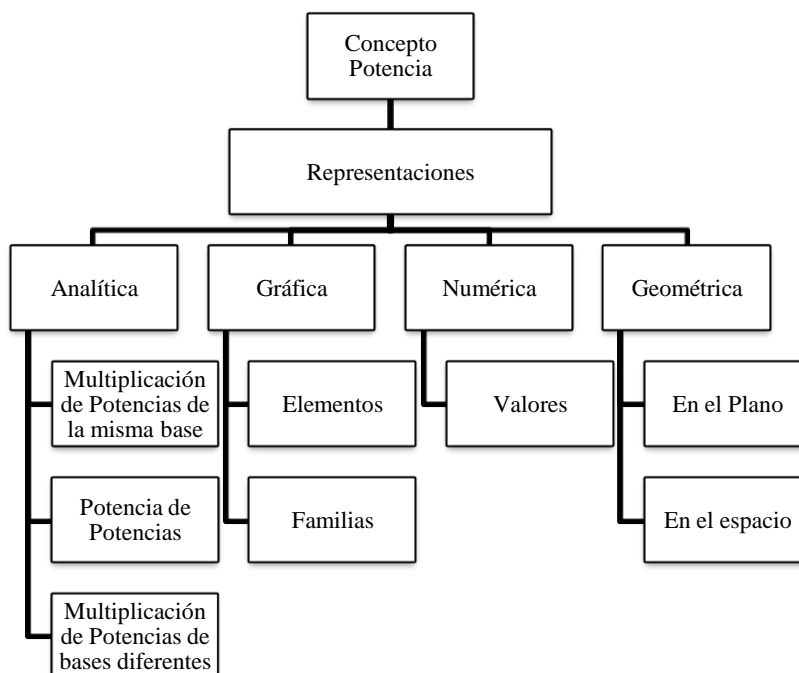 Concepto
Potencia
Representaciones
Analítica
Gráfica
Numérica
Geométrica
Multiplicación
de Potencias de
la misma base
Elementos
Valores
En el Plano
Potencia de
Potencias
Familias
En el espacio
Multiplicación
de Potencias de
bases diferentes